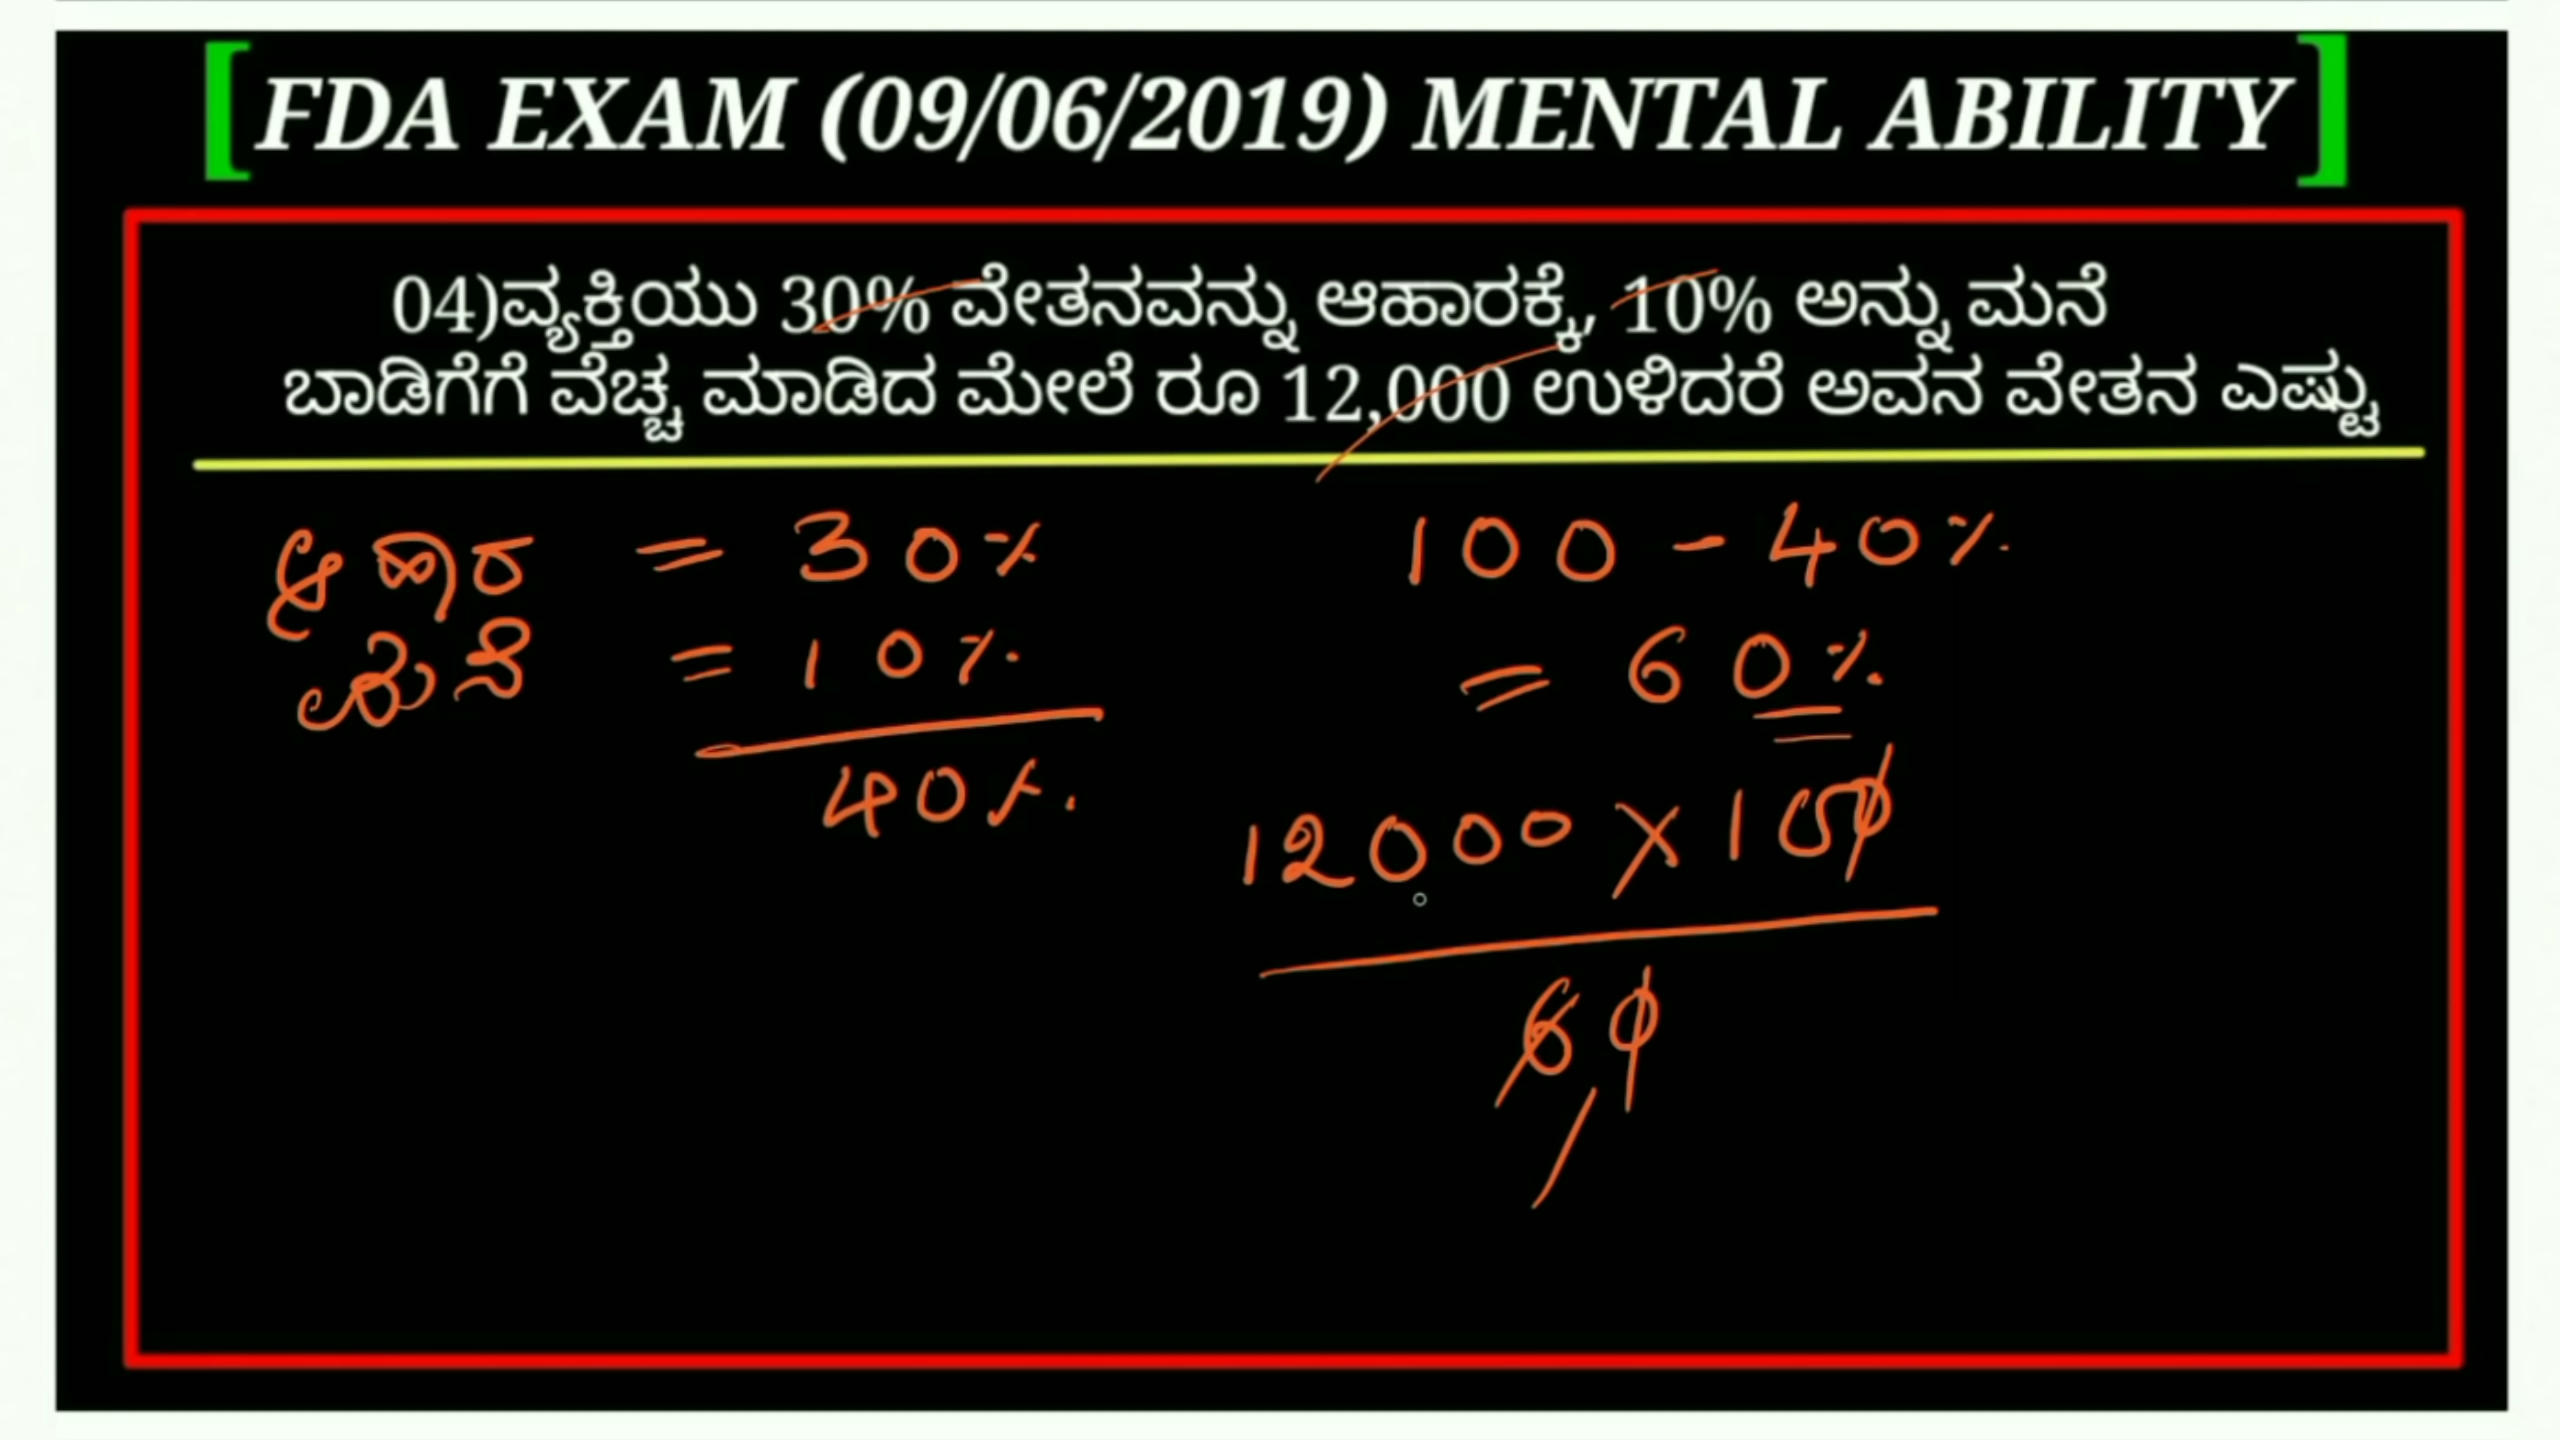 [FDA EXAM (09/06/2019) MENTAL ABILITY]
04)ವ್ಯಕ್ತಿಯು 30% ವೇತನವನ್ನು ಆಹಾರಕ್ಕೆ, 10% ಅನ್ನು ಮನೆ
ಬಾಡಿಗೆಗೆ ವೆಚ್ಚ ಮಾಡಿದ ಮೇಲೆ ರೂ 12,000 ಉಳಿದರೆ ಅವನ ವೇತನ ಎಷ್ಟು
ಆಹಾರ = 30%
ಮನೆ = 10%
40%.
100 - 40%.
= 60%.
12000 × 100
60